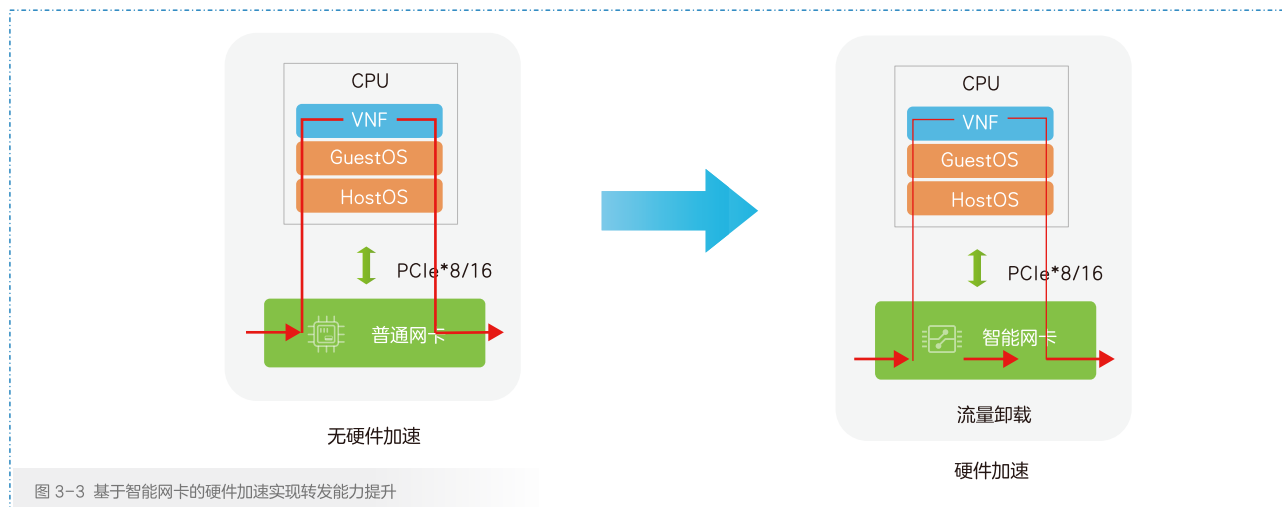 CPU
VNF
GuestOS
HostOS
PCIe*8/16
普通网卡
无硬件加速
CPU
VNF
GuestOS
HostOS
PCIe*8/16
智能网卡
流量卸载
硬件加速
图 3-3 基于智能网卡的硬件加速实现转发能力提升